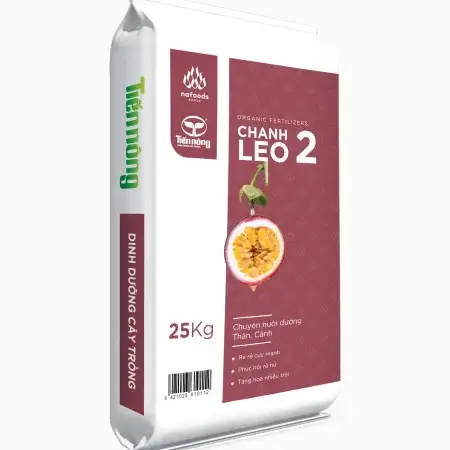 Tiến nông
DINH DƯỠNG CÂY TRỒNG
nafoods
GROUP
Tiến nông
ORGANIC FERTILIZERS
CHANH
LEO 2
25Kg
Chuyên nuôi dưỡng
Thân, Cành
Ra rễ cực mạnh
Phục hồi rễ hư
Tăng hoa nhiều trái